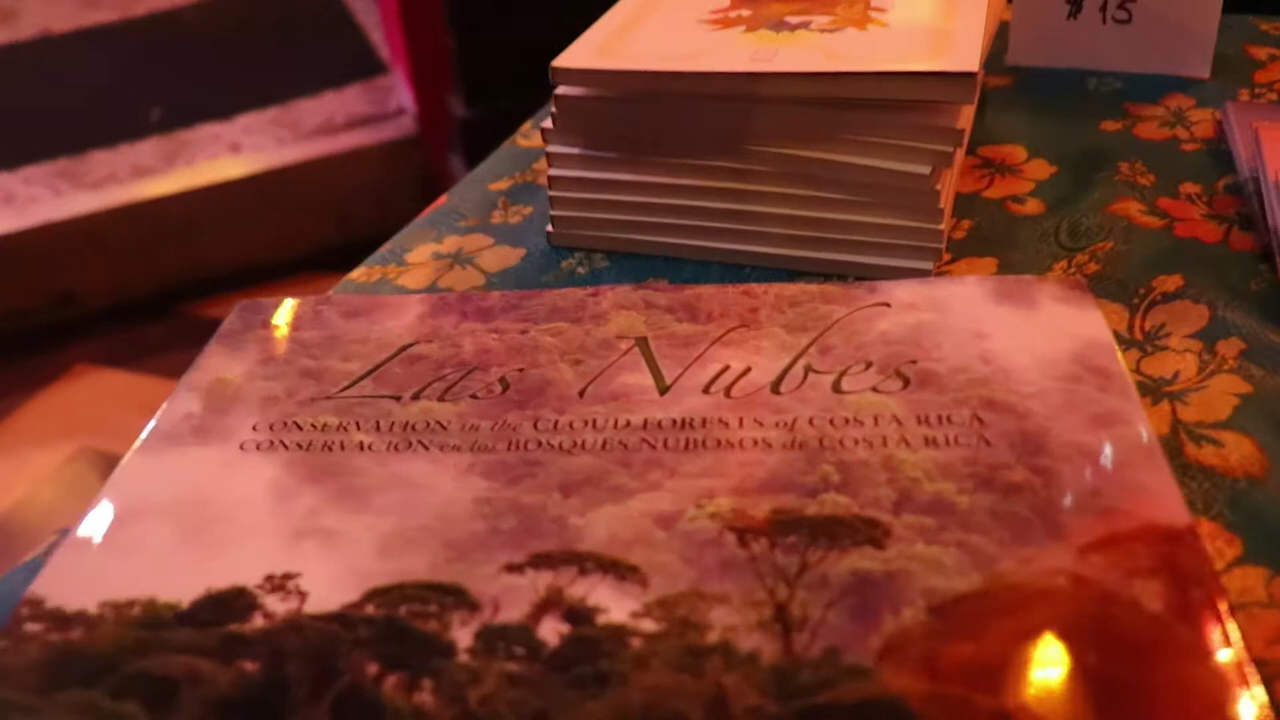 $15
Las Nubes
CONSERVATION in the CLOUD FORESTS of COSTA RICA
CONSERVACIÓN en los BOSQUES NUBOSOS de COSTA RICA